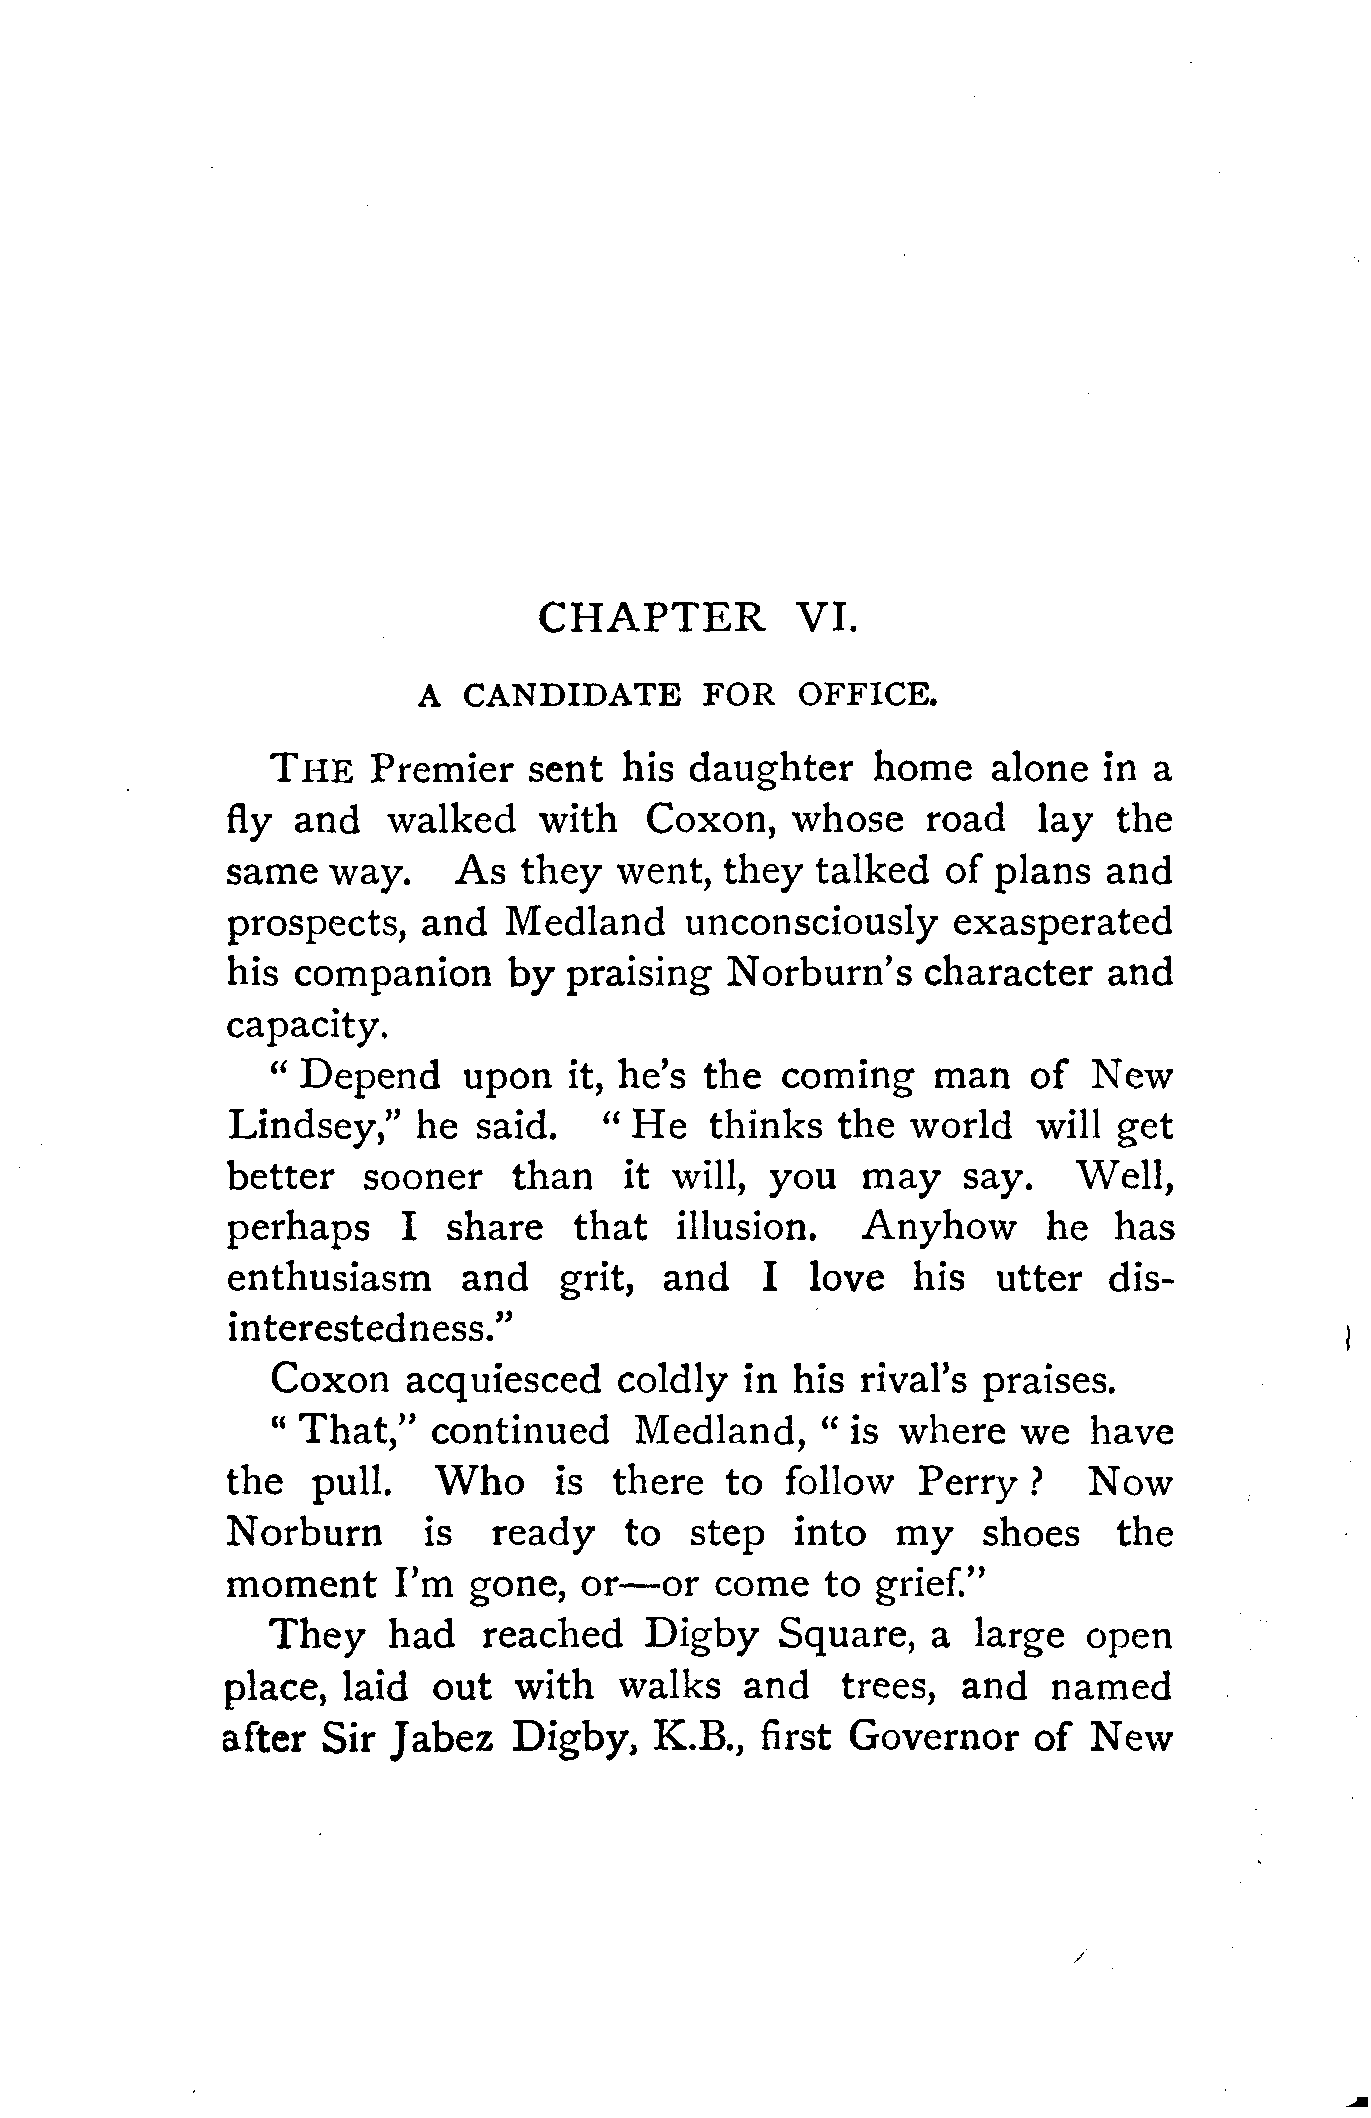 CHAPTER VI.
A CANDIDATE FOR OFFICE.
THE Premier sent his daughter home alone in a
fly and walked with Coxon, whose road lay the
same way. As they went, they talked of plans and
prospects, and Medland unconsciously exasperated
his companion by praising Norburn's character and
capacity.
“ Depend upon it, he's the coming man of New
Lindsey,” he said. “ He thinks the world will get
better sooner than it will, you may say. Well,
perhaps I share that illusion. Anyhow he has
enthusiasm and grit, and I love his utter dis-
interestedness.”
Coxon acquiesced coldly in his rival's praises.
“ That,” continued Medland, “ is where we have
the pull. Who is there to follow Perry ? Now
Norburn is ready to step into my shoes the
moment I'm gone, or—or come to grief.”
They had reached Digby Square, a large open
place, laid out with walks and trees, and named
after Sir Jabez Digby, K.B., first Governor of New